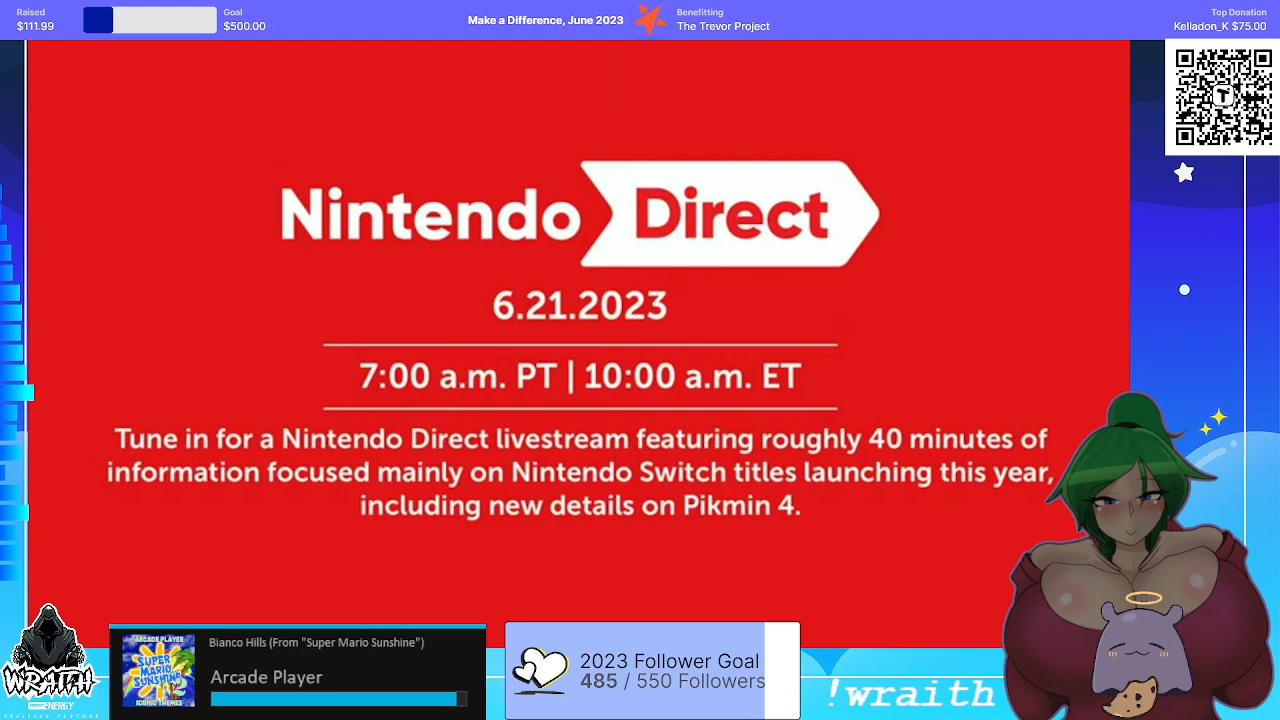 Raised
$111.99
Goal
$500.00
Make a Difference, June 2023
Benefitting
The Trevor Project
Top Donation
Kelladon_K $75.00
Nintendo Direct
6.21.2023
7:00 a.m. PT | 10:00 a.m. ET
Tune in for a Nintendo Direct livestream featuring roughly 40 minutes of
information focused mainly on Nintendo Switch titles launching this year,
including new details on Pikmin 4.
WRAITH
ENERGY
ARCADE PLAYER
SUPER
MARIO
SUNSHINE
ICONIC THEMES
Bianco Hills (From "Super Mario Sunshine")
Arcade Player
2023 Follower Goal
485 / 550 Followers
!wraith